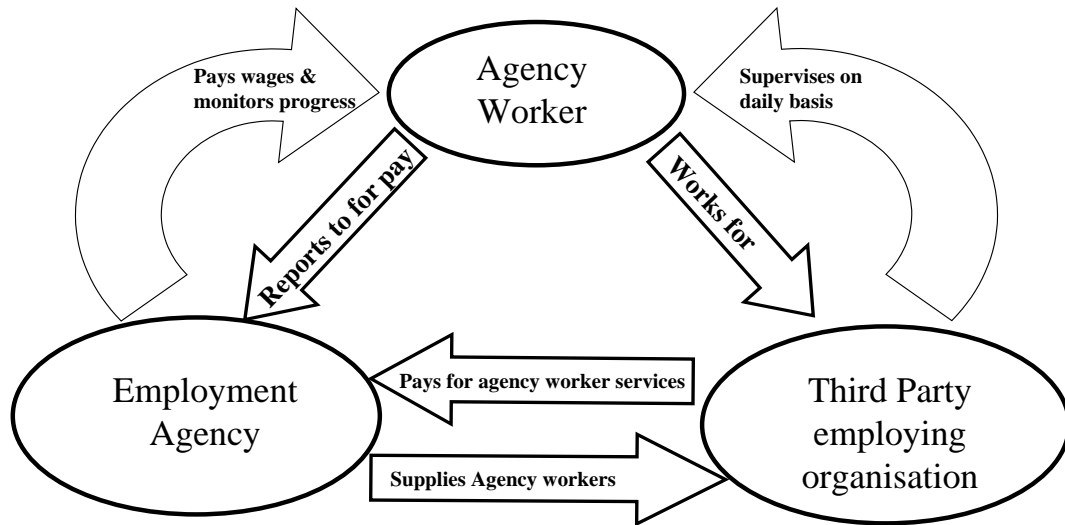 Agency
Worker
Pays wages &
monitors progress
Supervises on
daily basis
Reports to for pay
Works for
Employment
Agency
Pays for agency worker services
Supplies Agency workers
Third Party
employing
organisation